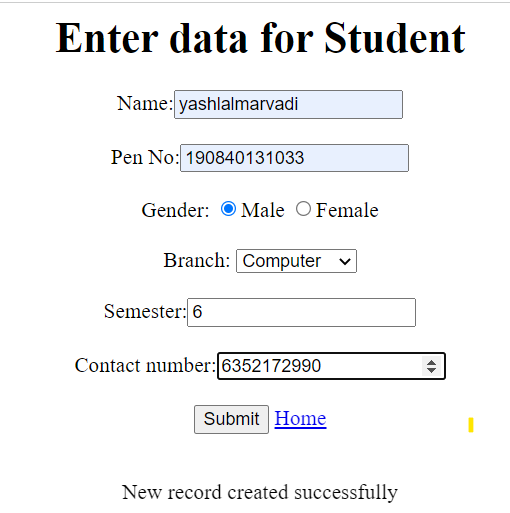 Enter data for Student
Name: yashlalmarvadi
Pen No: 190840131033
Gender: Male Female
Branch: Computer
Semester: 6
Contact number: 6352172990
Submit Home
New record created successfully